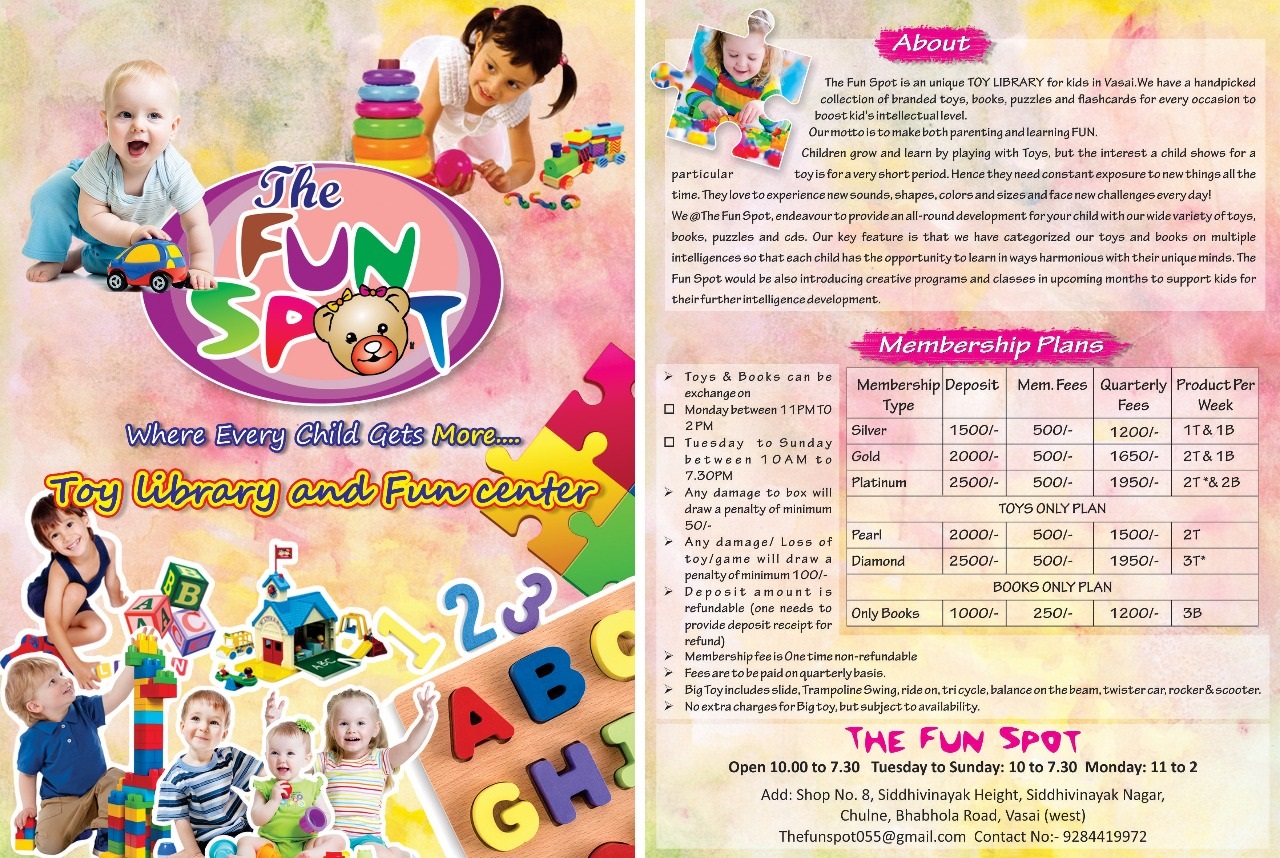 The
FUN
SPOT
Where Every Child Gets More....
Toy library and Fun center
A
B
C
A
B
A
C
N
ABC
1
2
3
A
B
C
G
H
I
About
The Fun Spot is an unique TOY LIBRARY for kids in Vasai.We have a handpicked
collection of branded toys, books, puzzles and flashcards for every occasion to
boost kid's intellectual level.
Our motto is to make both parenting and learning FUN.
Children grow and learn by playing with Toys, but the interest a child shows for a
particular toy is for a very short period. Hence they need constant exposure to new things all the
time. They love to experience new sounds, shapes, colors and sizes and face new challenges every day!
We @The Fun Spot, endeavour to provide an all-round development for your child with our wide variety of toys,
books, puzzles and cds. Our key feature is that we have categorized our toys and books on multiple
intelligences so that each child has the opportunity to learn in ways harmonious with their unique minds. The
Fun Spot would be also introducing creative programs and classes in upcoming months to support kids for
their further intelligence development.
Membership Plans
Toys & Books can be
exchange on
Monday between 11PM TO
2 PM
Tuesday to Sunday
between 10AM to
7.30PM
Any damage to box will
draw a penalty of minimum
50/-
Any damage/ Loss of
toy/game will draw a
penalty of minimum 100/-
Deposit amount is
refundable (one needs to
provide deposit receipt for
refund)
Membership fee is One time non-refundable
Fees are to be paid on quarterly basis.
Big Toy includes slide, Trampoline Swing, ride on, tri cycle, balance on the beam, twister car, rocker & scooter.
No extra charges for Big toy, but subject to availability.
Membership Type Deposit Mem. Fees Quarterly Fees Product Per Week
Silver 1500/- 500/- 1200/- 1T & 1B
Gold 2000/- 500/- 1650/- 2T & 1B
Platinum 2500/- 500/- 1950/- 2T *& 2B
TOYS ONLY PLAN
Pearl 2000/- 500/- 1500/- 2T
Diamond 2500/- 500/- 1950/- 3T*
BOOKS ONLY PLAN
Only Books 1000/- 250/- 1200/- 3B
THE FUN SPOT
Open 10.00 to 7.30 Tuesday to Sunday: 10 to 7.30 Monday: 11 to 2
Add: Shop No. 8, Siddhivinayak Height, Siddhivinayak Nagar,
Chulne, Bhabhola Road, Vasai (west)
Thefunspot055@gmail.com Contact No:- 9284419972